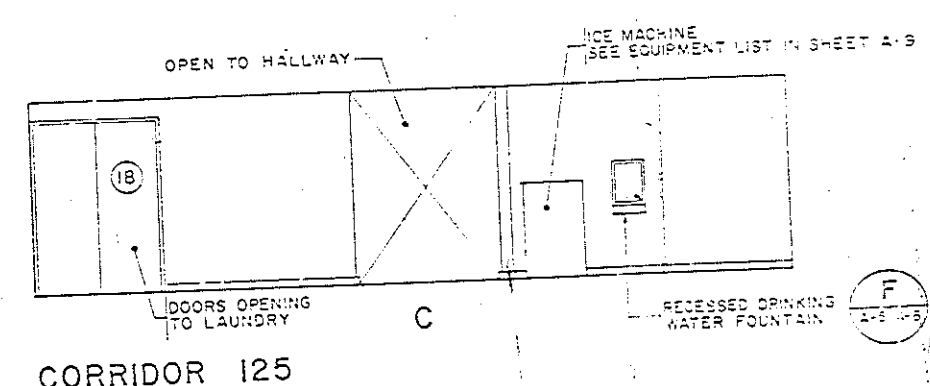 ICE MACHINE
SEE EQUIPMENT LIST IN SHEET A-9
OPEN TO HALLWAY
18
DOORS OPENING
TO LAUNDRY
C
RECESSED DRINKING
WATER FOUNTAIN
F
CORRIDOR 125